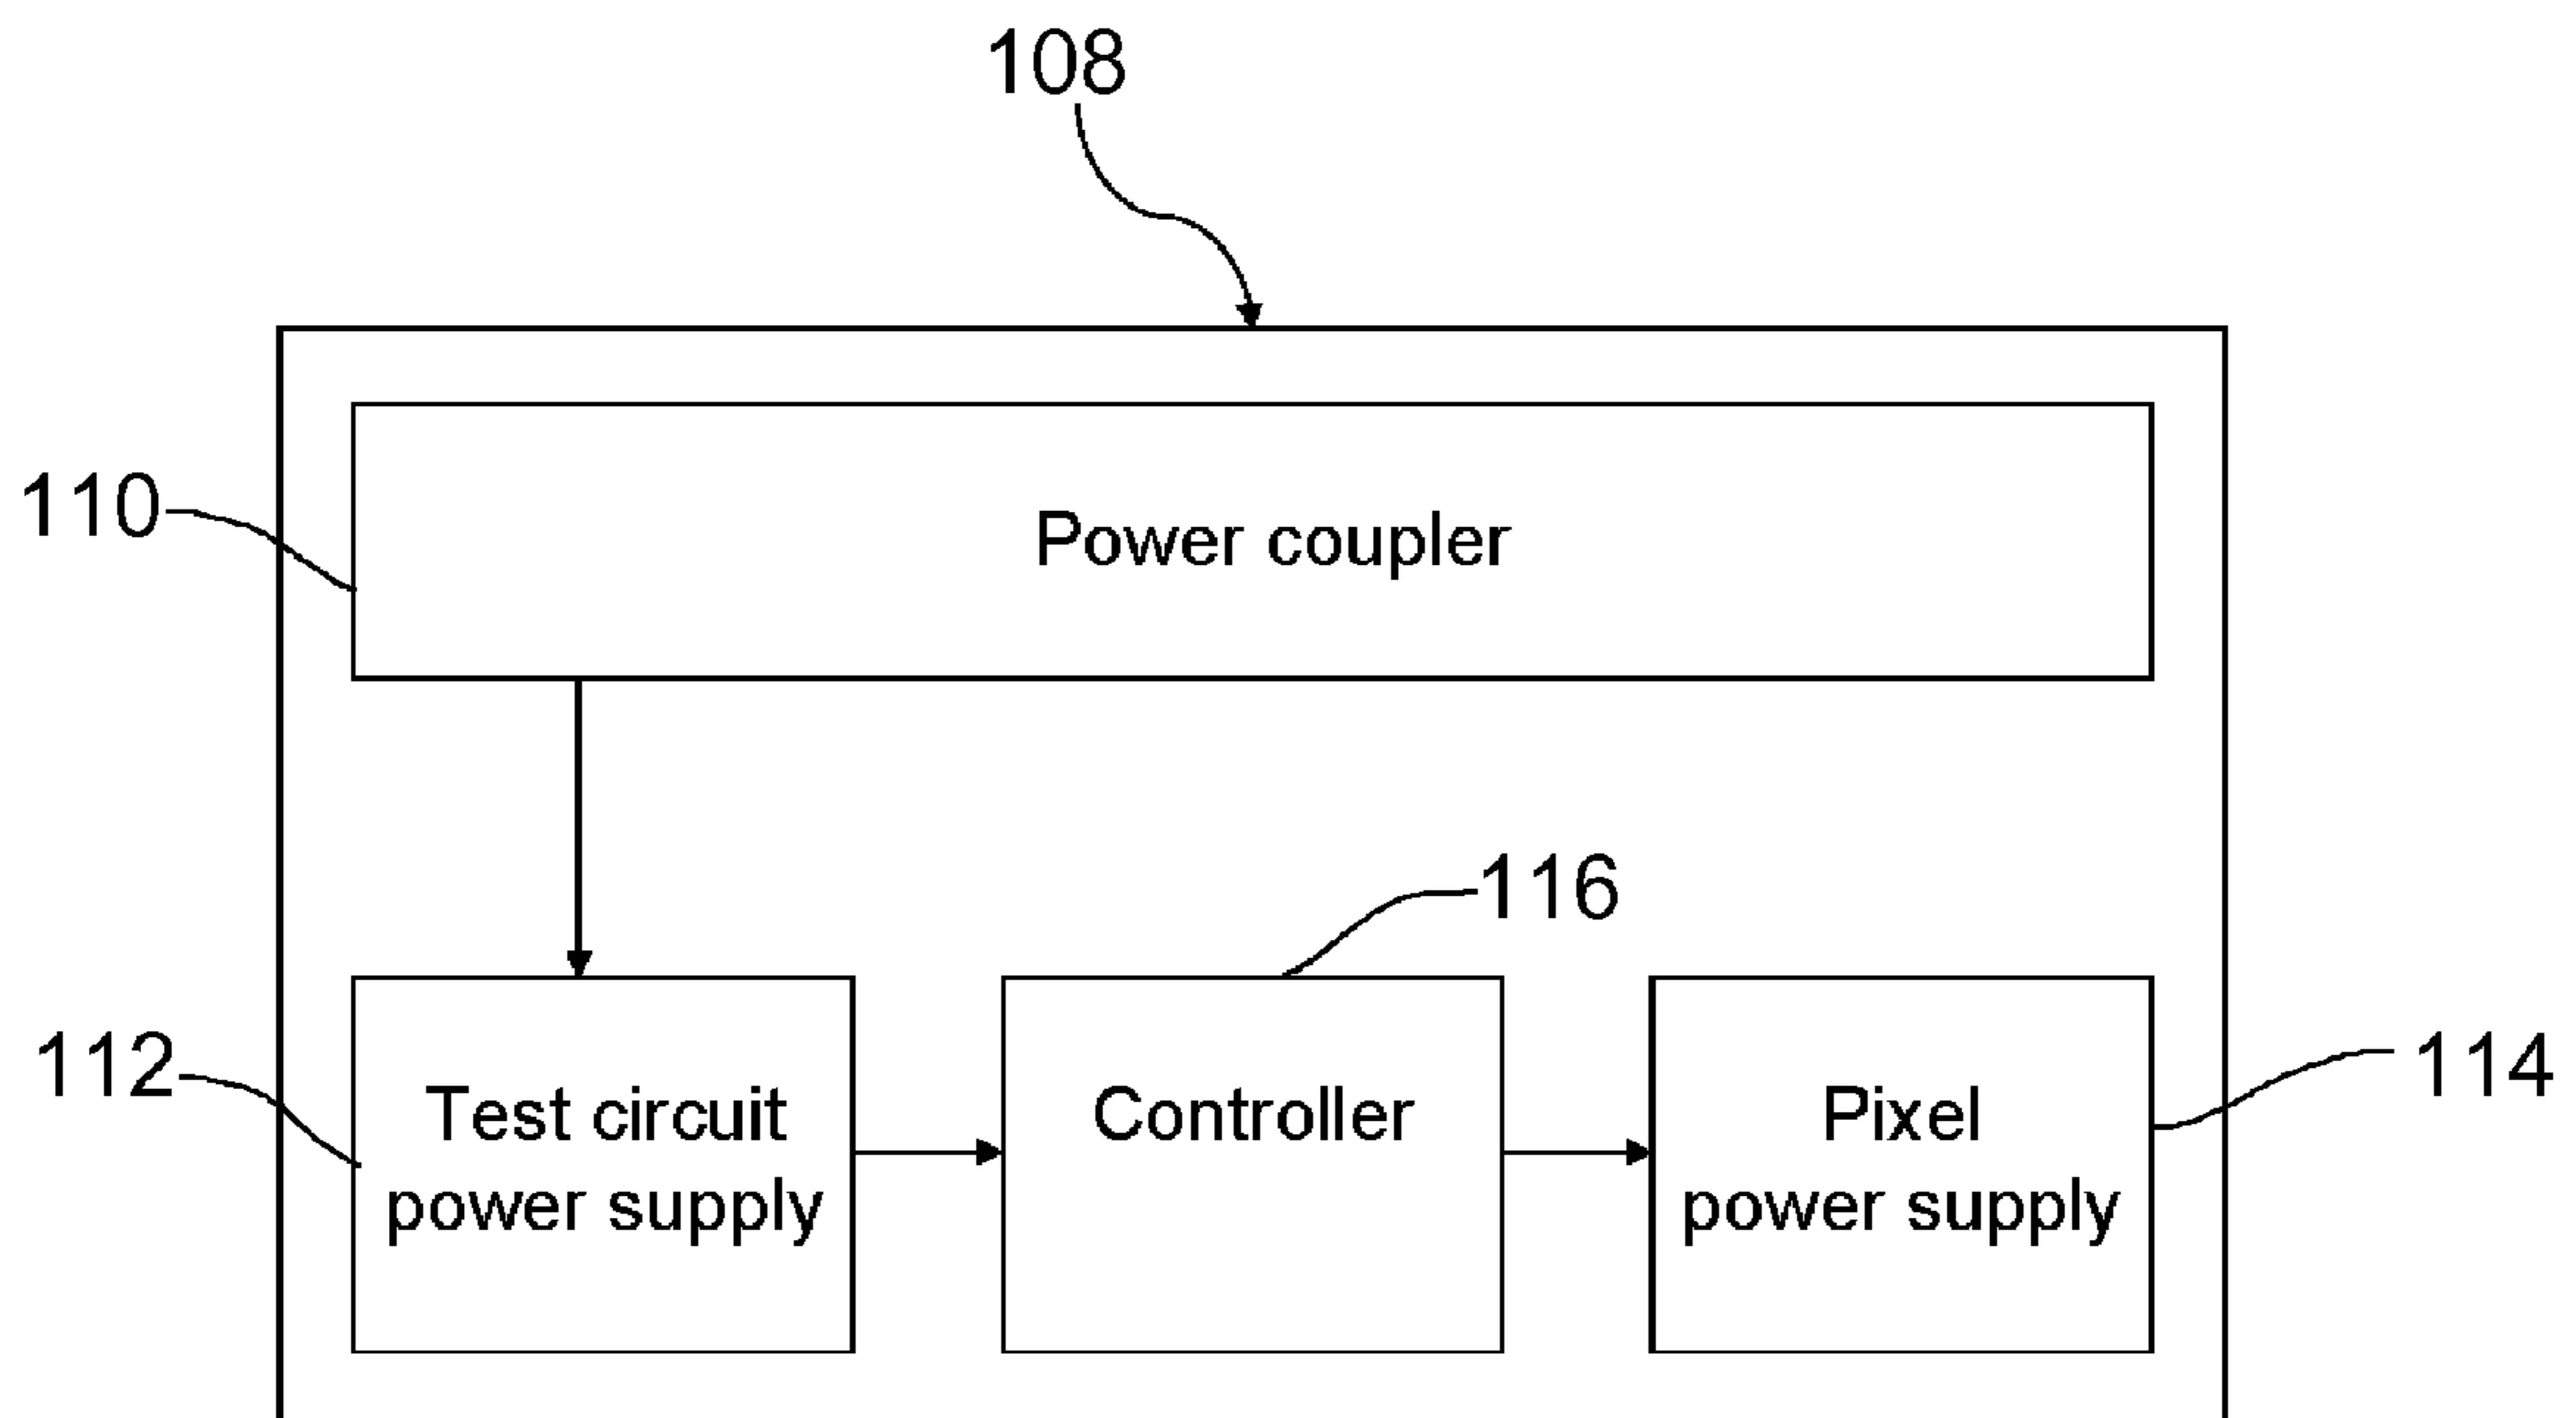 108
110
Power coupler
116
112
114
Test circuit
power supply
Controller
Pixel
power supply